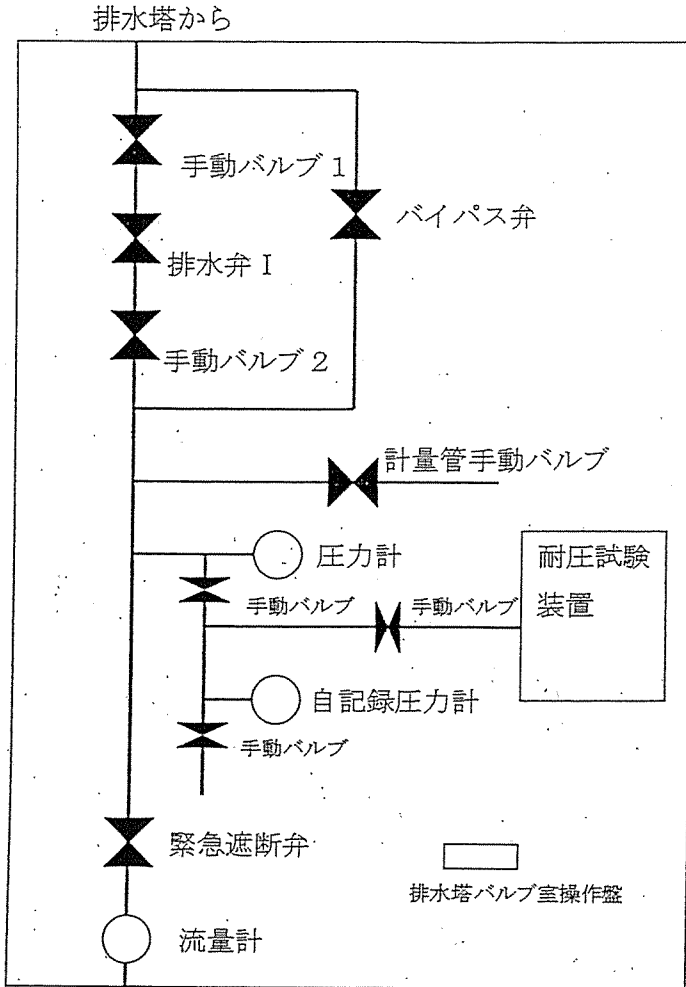 排水塔から
手動バルブ1
バイパス弁
排水弁I
手動バルブ2
計量管手動バルブ
圧力計
耐圧試験
装置
手動バルブ
手動バルブ
自記録圧力計
手動バルブ
緊急遮断弁
排水塔バルブ室操作盤
流量計